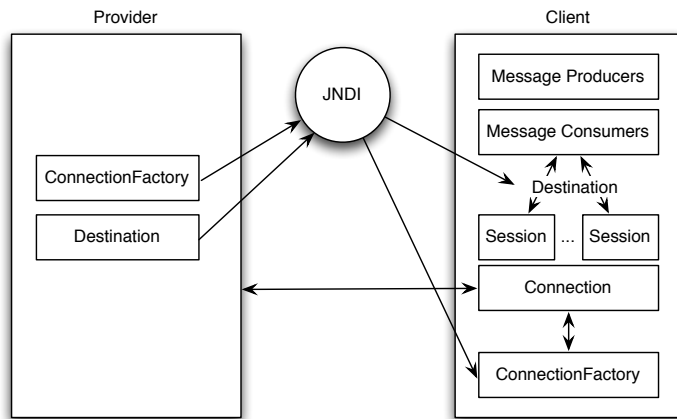 Provider
Client
JNDI
Message Producers
Message Consumers
ConnectionFactory
Destination
Destination
Session ... Session
Connection
ConnectionFactory